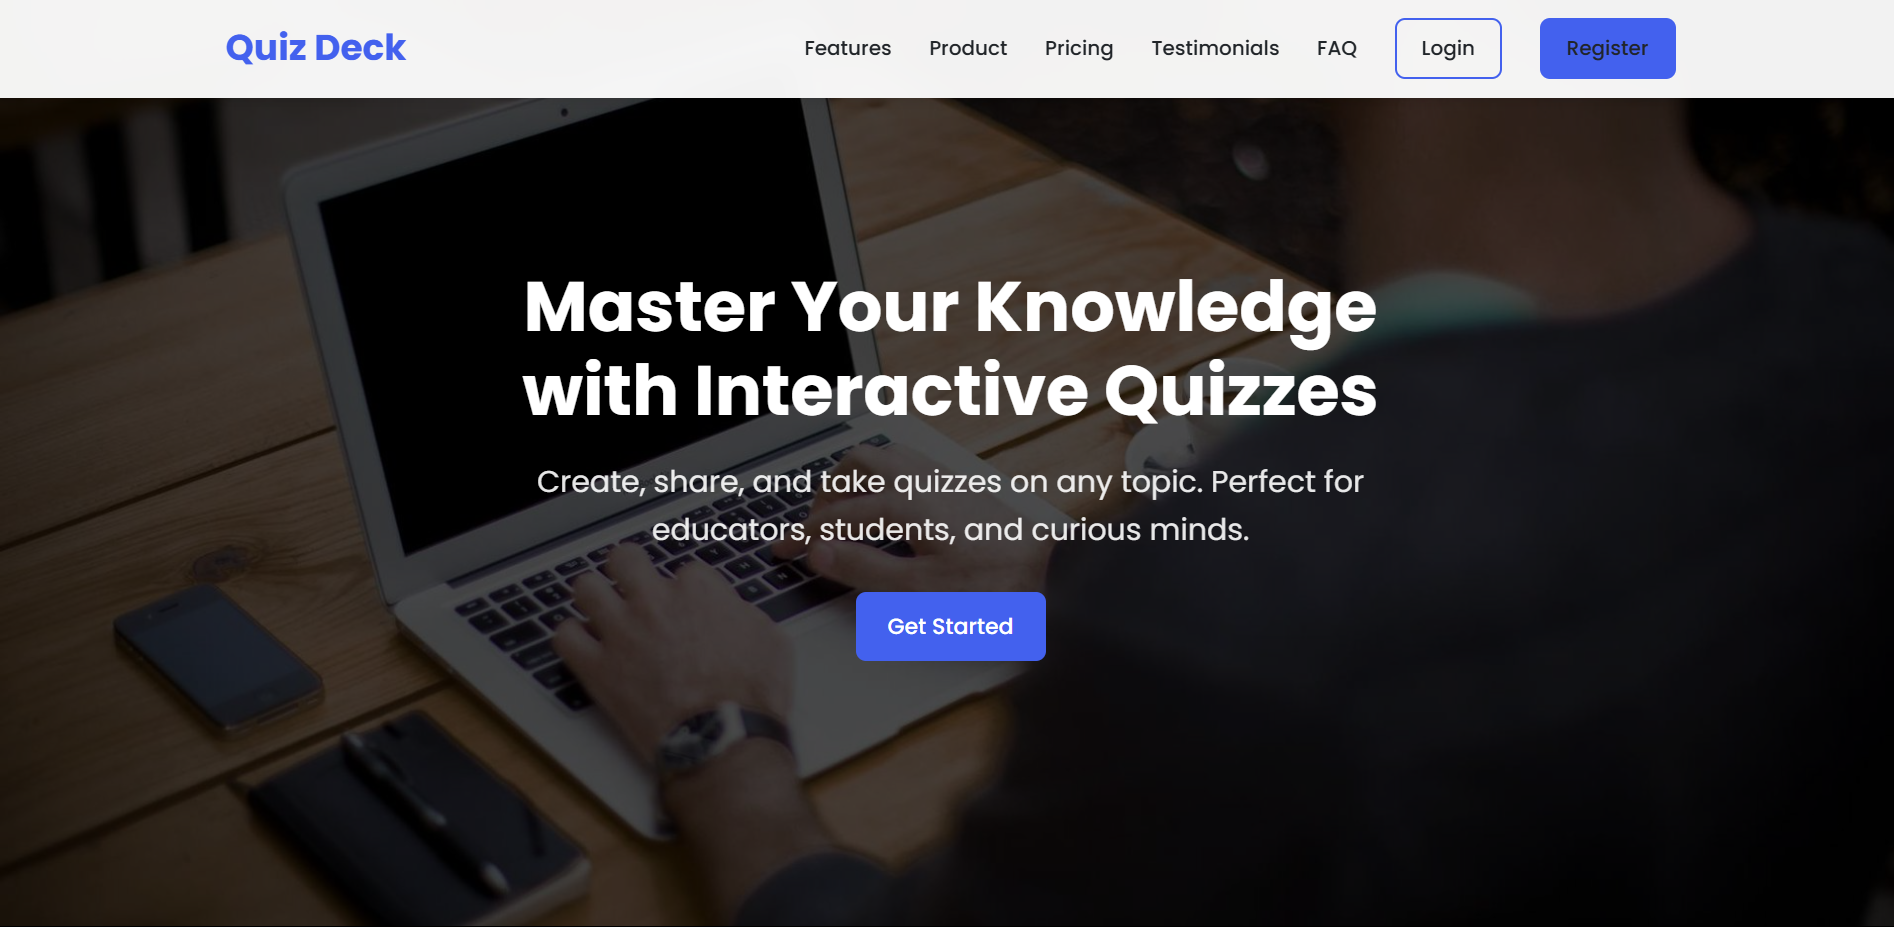 Quiz Deck
Features
Product
Pricing
Testimonials
FAQ
Login
Register
Master Your Knowledge
with Interactive Quizzes
Create, share, and take quizzes on any topic. Perfect for
educators, students, and curious minds.
Get Started